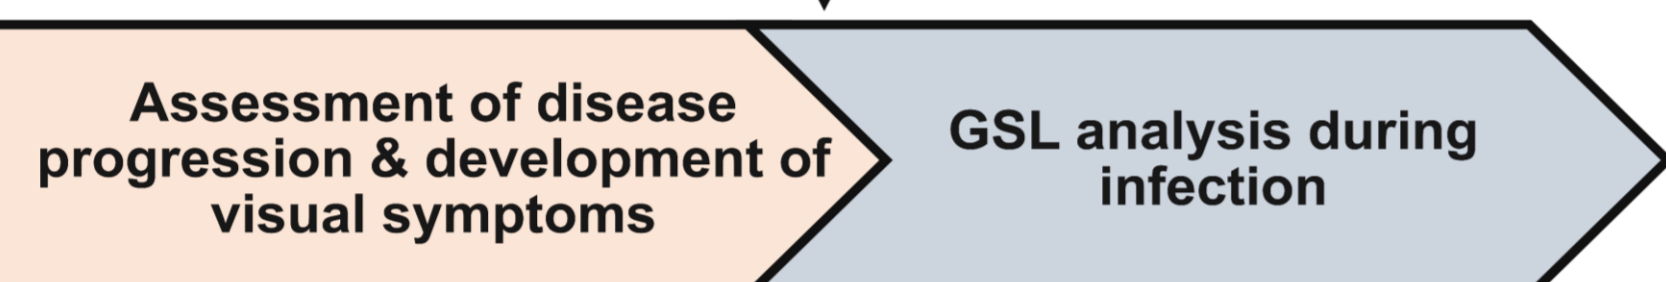 Assessment of disease
progression & development of
visual symptoms
GSL analysis during
infection